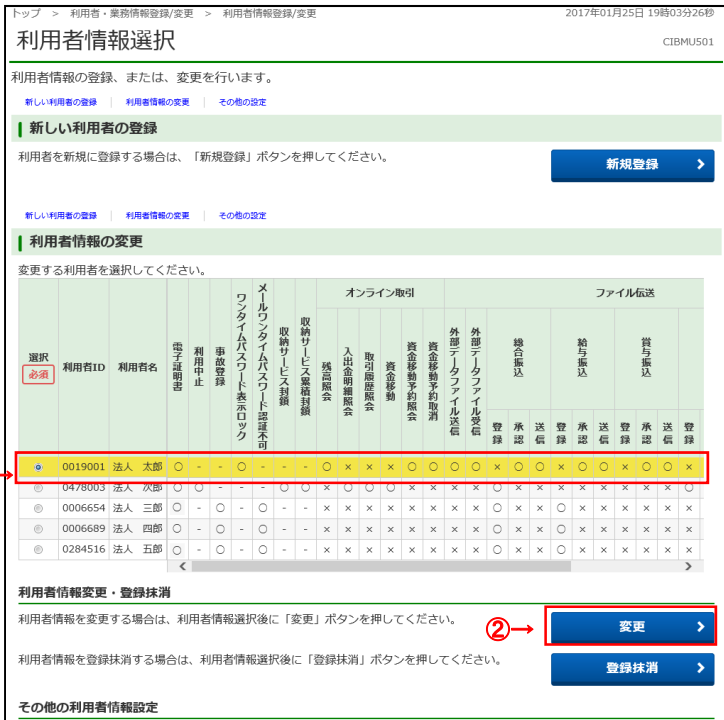 トップ > 利用者・業務情報登録/変更 > 利用者情報登録/変更 2017年01月25日 19時03分26秒
利用者情報選択 CIBMU501
利用者情報の登録、または、変更を行います。
新しい利用者の登録 | 利用者情報の変更 | その他の設定
新しい利用者の登録
利用者を新規に登録する場合は、「新規登録」ボタンを押してください。 新規登録
新しい利用者の登録 | 利用者情報の変更 | その他の設定
利用者情報の変更
変更する利用者を選択してください。
オンライン取引 ファイル伝送
選択 必須 利用者ID 利用者名 電子証明書 利用中止 事故登録 ワンタイムパスワード表示ロック メールワンタイムパスワード認証不可 収納サービス封鎖 収納サービス累積封鎖 残高照会 入出金明細照会 取引履歴照会 資金移動 資金移動予約照会 資金移動予約取消 外部データファイル送信 外部データファイル受信 総合振込 給与振込 賞与振込
登録 承認 送信 登録 承認 送信 登録 承認 送信 登録
0019001 法人 太郎 ○ - - ○ - - - ○ × × × ○ ○ ○ ○ × ○ ○ × ○ ○ × ○ ○ ×
0478003 法人 次郎 ○ ○ - - - ○ ○ × ○ ○ ○ × × × × ○ × × × × × × × × ○
0006654 法人 三郎 ○ - ○ - ○ - - × × × × × × × × ○ × × ○ × × × × × ×
0006689 法人 四郎 ○ - ○ - ○ - - × × × × × × × × ○ × × ○ × × × × × ×
0284516 法人 五郎 ○ - ○ - ○ - - × × × × × × × × ○ × × ○ × × × × × ×
利用者情報変更・登録抹消
利用者情報を変更する場合は、利用者情報選択後に「変更」ボタンを押してください。 ②→ 変更
利用者情報を登録抹消する場合は、利用者情報選択後に「登録抹消」ボタンを押してください。 登録抹消
その他の利用者情報設定